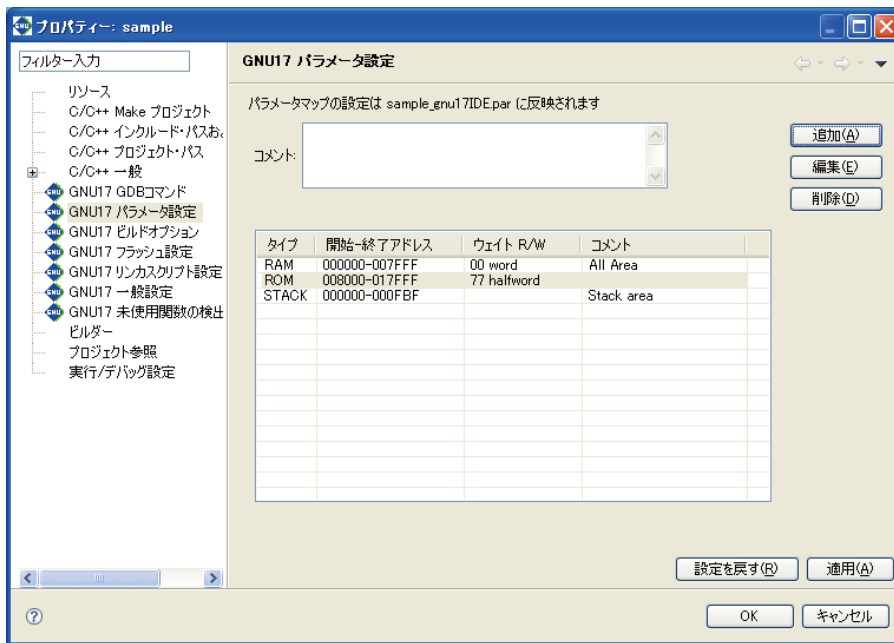 プロパティー: sample
フィルター入力
リソース
C/C++ Make プロジェクト
C/C++ インクルード・パスお
C/C++ プロジェクト・パス
C/C++ 一般
GNU17 GDBコマンド
GNU17 パラメータ設定
GNU17 ビルドオプション
GNU17 フラッシュ設定
GNU17 リンカスクリプト設定
GNU17 一般設定
GNU17 未使用関数の検出
ビルダー
プロジェクト参照
実行/デバッグ設定
GNU17 パラメータ設定
パラメータマップの設定は sample_gnu17IDE.par に反映されます
コメント:
追加(A)
編集(E)
削除(D)
タイプ 開始-終了アドレス ウェイト R/W コメント
RAM 000000-007FFF 00 word All Area
ROM 008000-017FFF 77 halfword
STACK 000000-000FBF Stack area
設定を戻す(R) 適用(A)
OK キャンセル